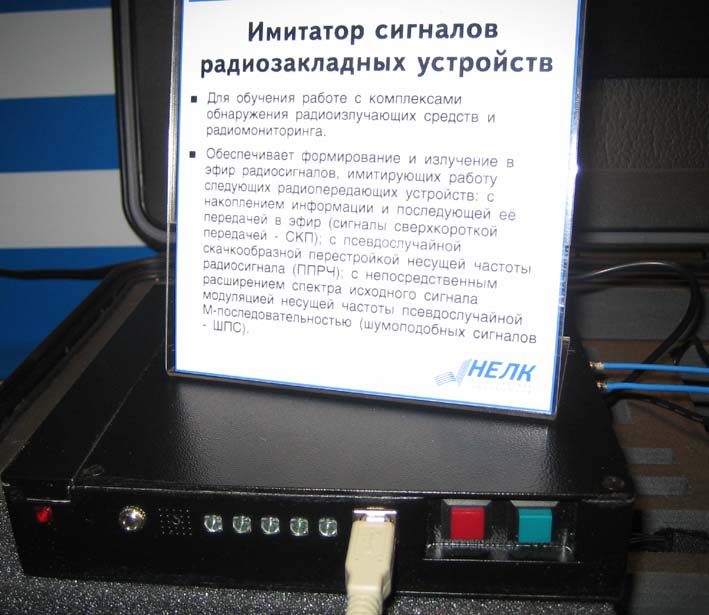 Имитатор сигналов
радиозакладных устройств
■ Для обучения работе с комплексами
обнаружения радиоизлучающих средств и
радиомониторинга.
■ Обеспечивает формирование и излучение в
эфир радиосигналов, имитирующих работу
следующих радиопередающих устройств: с
накоплением информации и последующей её
передачей в эфир (сигналы сверхкороткой
передачей - СКП); с псевдослучайной
скачкообразной перестройкой несущей частоты
радиосигнала (ППРЧ); с непосредственным
расширением спектра исходного сигнала
модуляцией несущей частоты псевдослучайной
М-последовательностью (шумоподобных сигналов
- ШПС).
НЕЛК